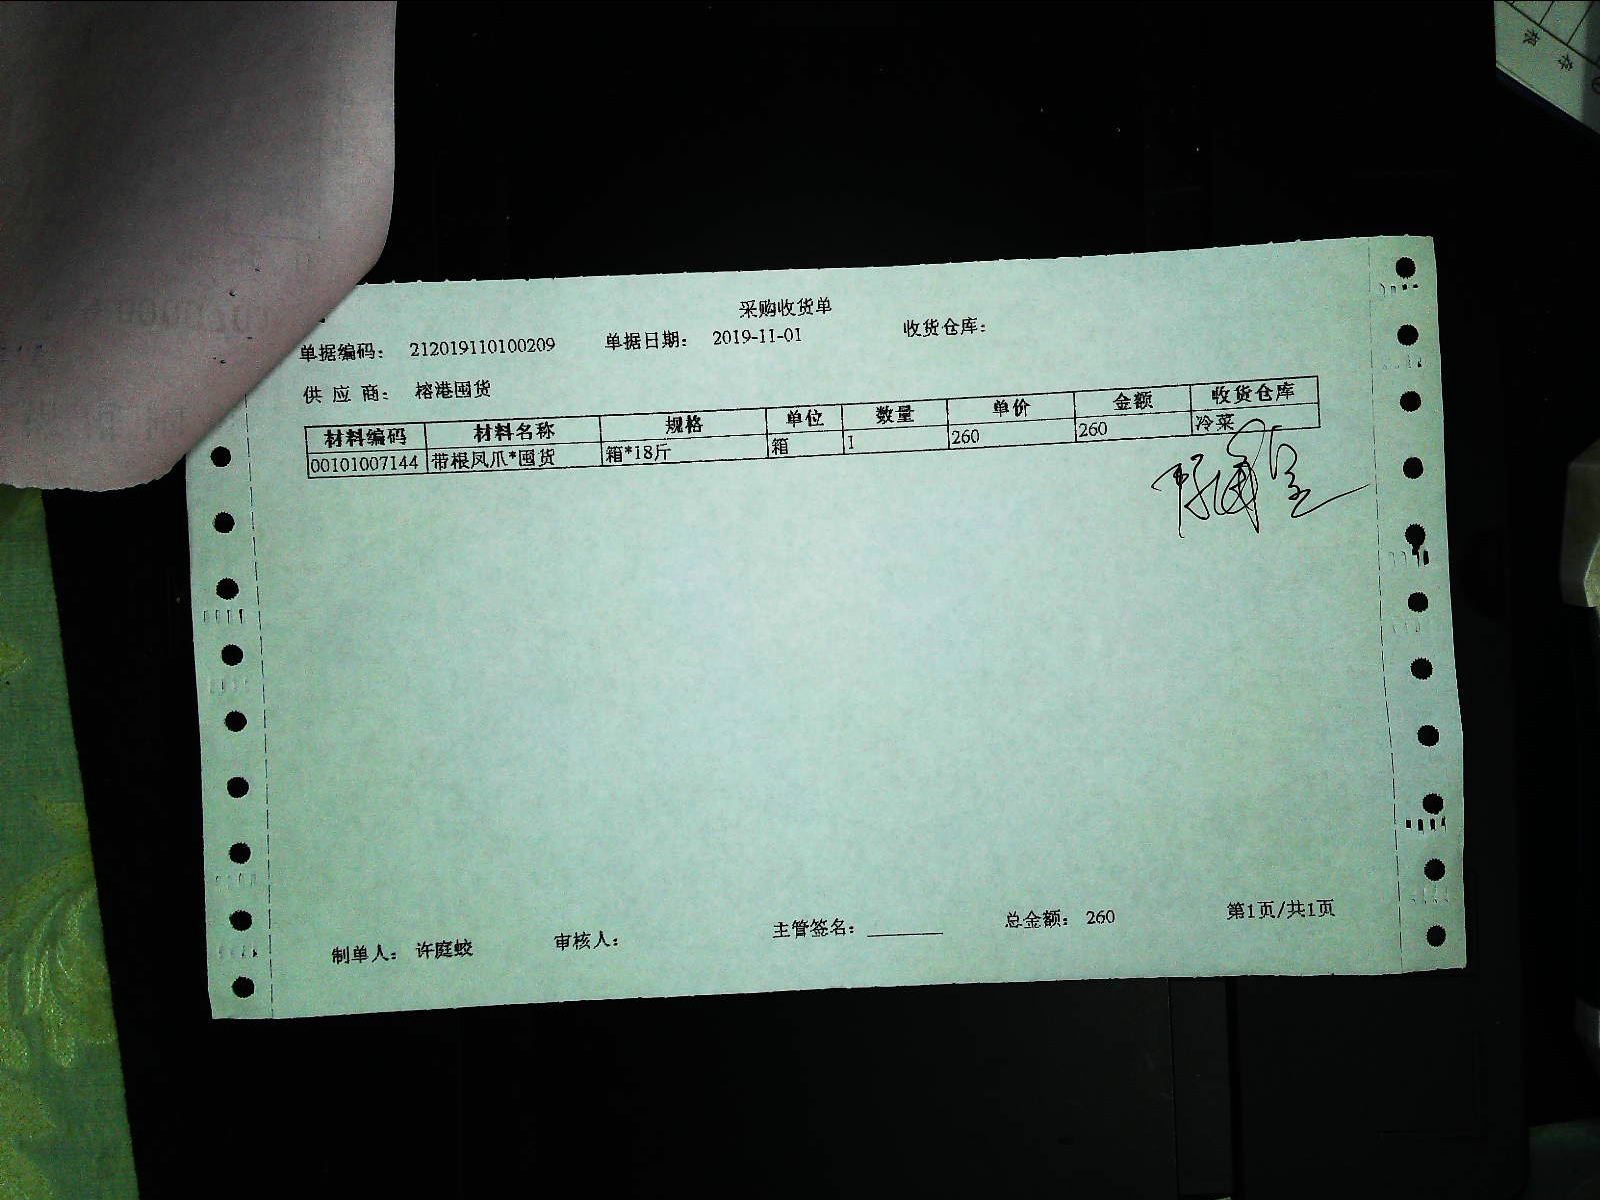 采购收货单
单据编码： 212019110100209 单据日期： 2019-11-01 收货仓库：
供 应 商： 榕港囤货
材料编码 材料名称 规格 单位 数量 单价 金额 收货仓库
00101007144 带根凤爪*囤货 箱*18斤 箱 1 260 260 冷菜
制单人： 许庭蛟 审核人： 主管签名：________ 总金额： 260 第1页/共1页